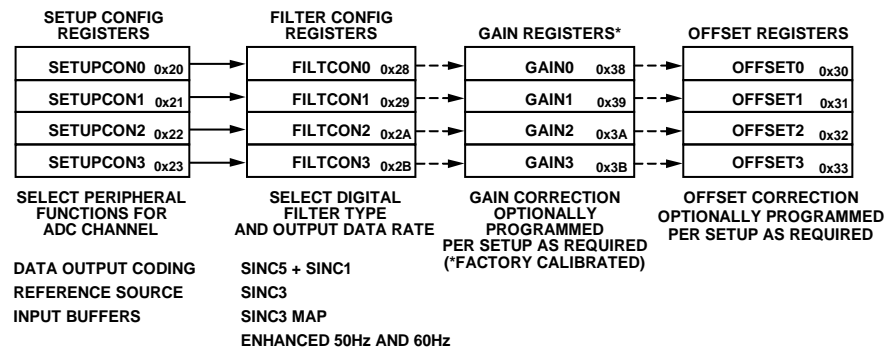 SETUP CONFIG
REGISTERS
FILTER CONFIG
REGISTERS
GAIN REGISTERS*
OFFSET REGISTERS
SETUPCON0 0x20
FILTCON0 0x28
GAIN0 0x38
OFFSET0 0x30
SETUPCON1 0x21
FILTCON1 0x29
GAIN1 0x39
OFFSET1 0x31
SETUPCON2 0x22
FILTCON2 0x2A
GAIN2 0x3A
OFFSET2 0x32
SETUPCON3 0x23
FILTCON3 0x2B
GAIN3 0x3B
OFFSET3 0x33
SELECT PERIPHERAL
FUNCTIONS FOR
ADC CHANNEL
SELECT DIGITAL
FILTER TYPE
AND OUTPUT DATA RATE
GAIN CORRECTION
OPTIONALLY
PROGRAMMED
PER SETUP AS REQUIRED
(*FACTORY CALIBRATED)
OFFSET CORRECTION
OPTIONALLY PROGRAMMED
PER SETUP AS REQUIRED
DATA OUTPUT CODING
REFERENCE SOURCE
INPUT BUFFERS
SINC5 + SINC1
SINC3
SINC3 MAP
ENHANCED 50Hz AND 60Hz